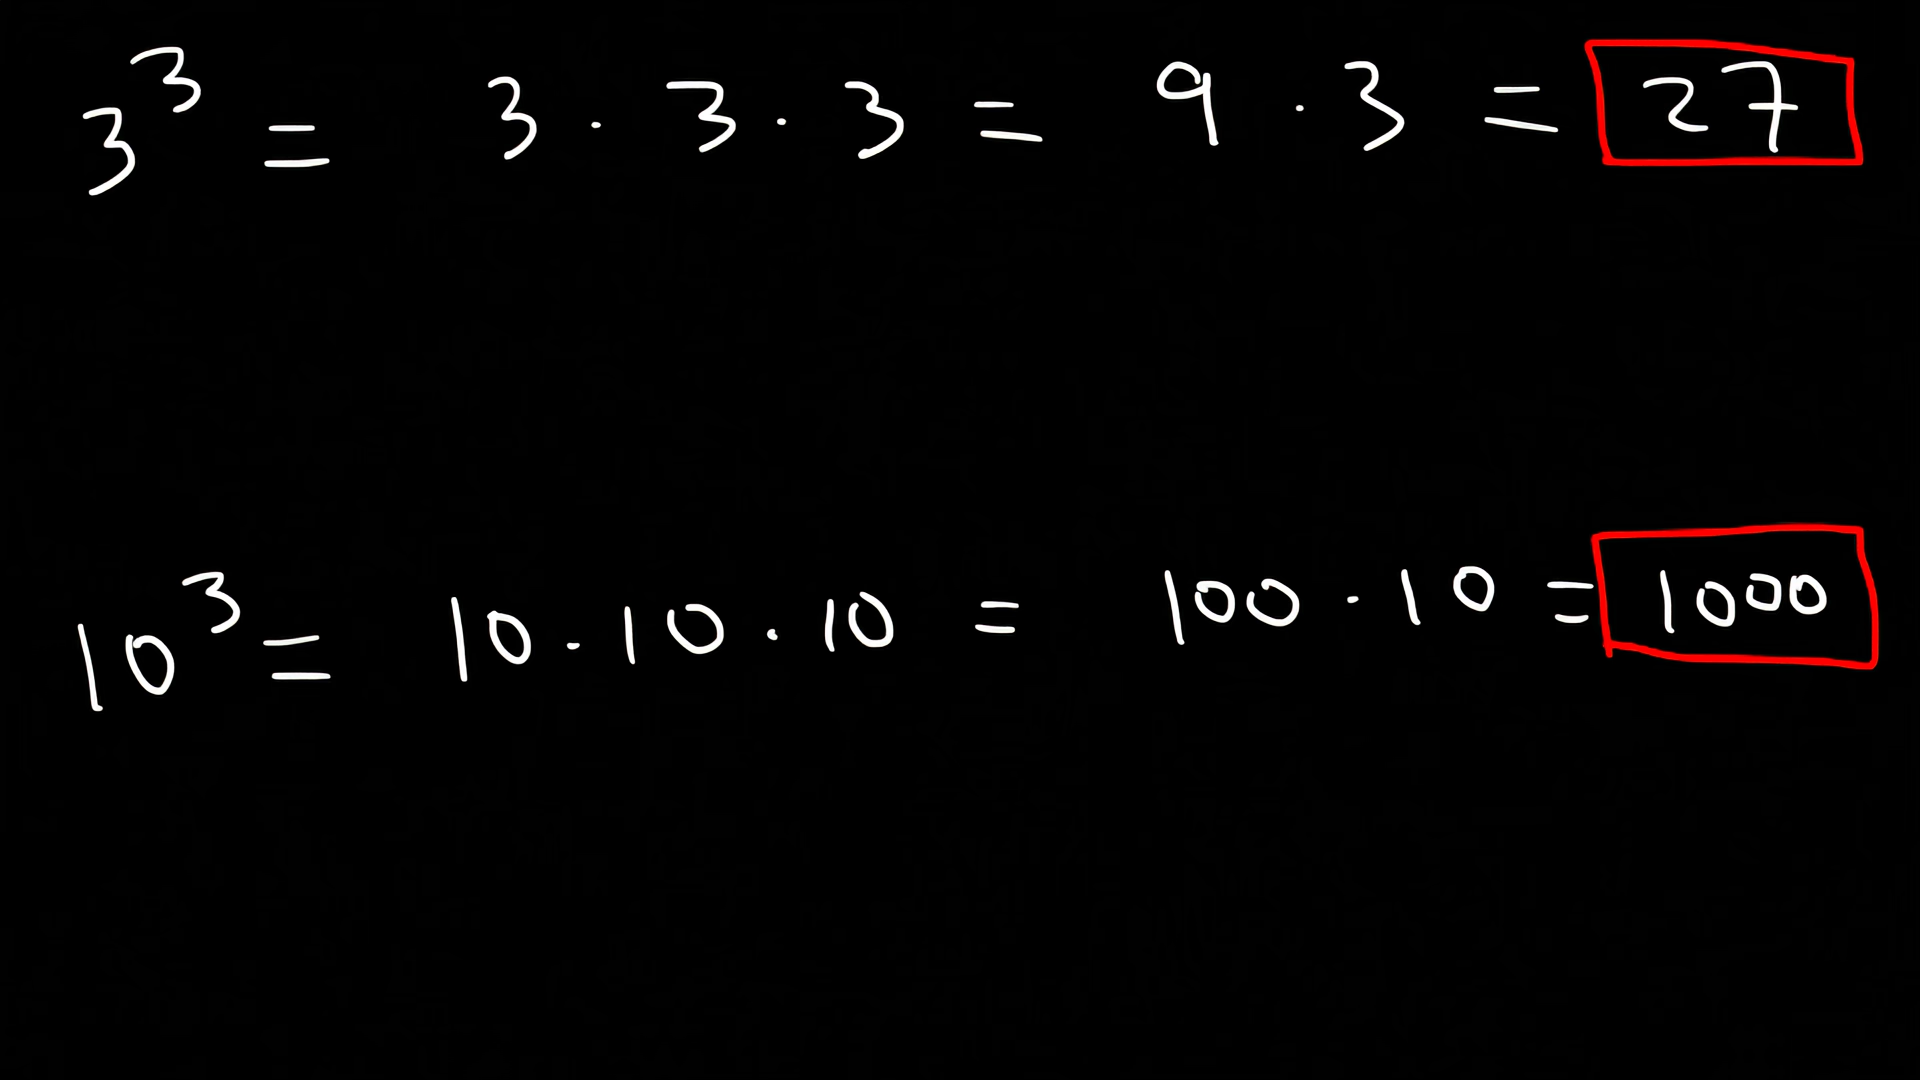 3³ = 3 · 3 · 3 = 9 · 3 = 27
10³ = 10 · 10 · 10 = 100 · 10 = 1000